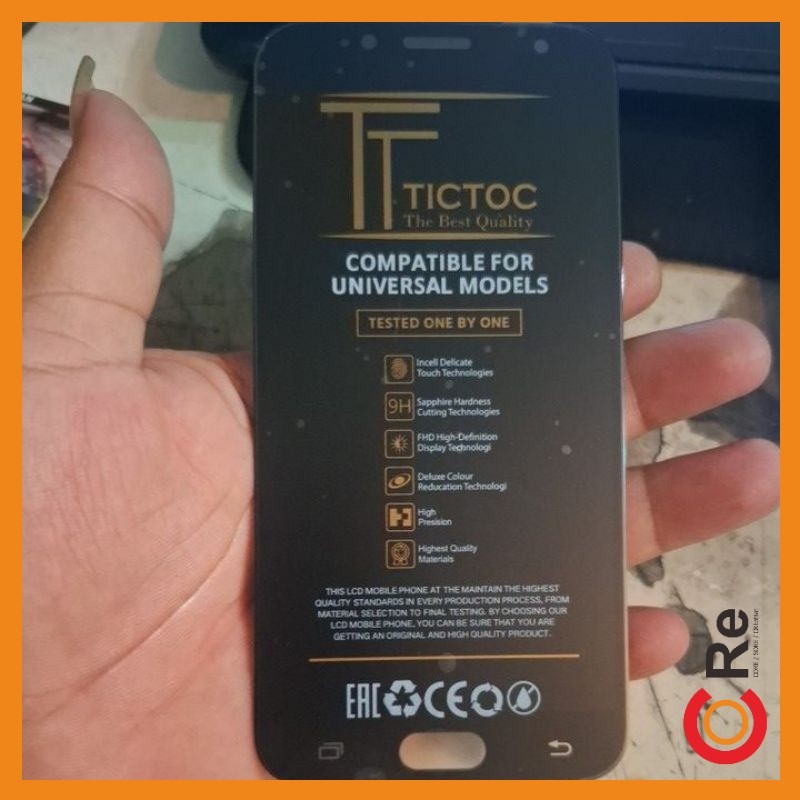 TT
TICTOC
The Best Quality
COMPATIBLE FOR
UNIVERSAL MODELS
TESTED ONE BY ONE
Incell Delicate
Touch Technologies
9H
Sapphire Hardness
Cutting Technologies
FHD High-Definition
Display Technologi
Deluxe Colour
Reducation Technologi
High
Presision
Highest Quality
Materials
THIS LCD MOBILE PHONE AT THE MAINTAIN THE HIGHEST
QUALITY STANDARDS IN EVERY PRODUCTION PROCESS, FROM
MATERIAL SELECTION TO FINAL TESTING. BY CHOOSING OUR
LCD MOBILE PHONE, YOU CAN BE SURE THAT YOU ARE
GETTING AN ORIGINAL AND HIGH QUALITY PRODUCT.
EAC CE
Re